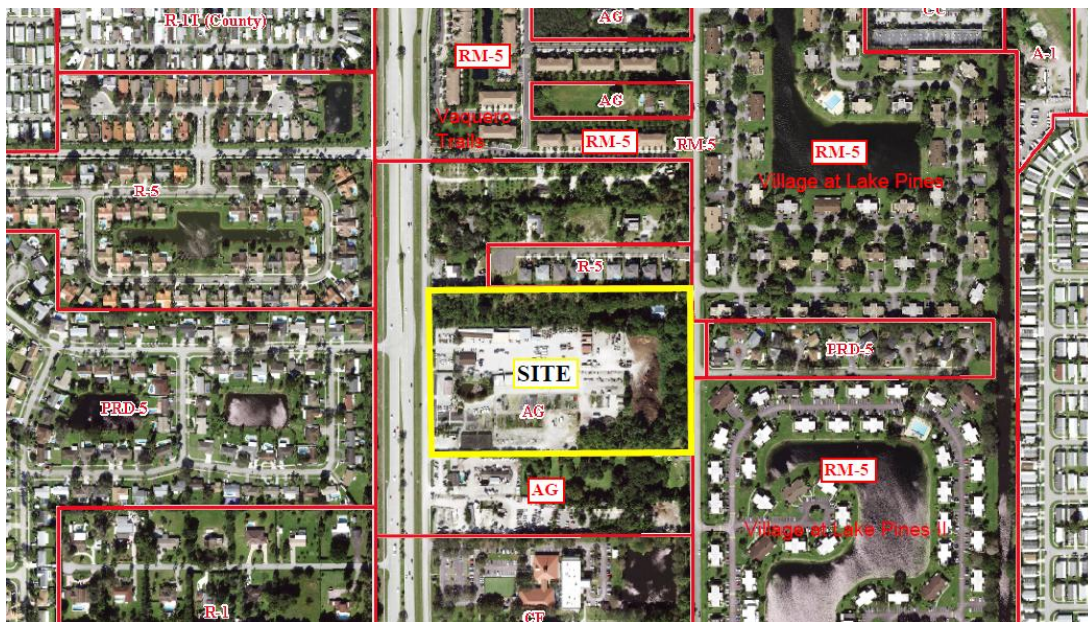 R-1T (County)
AG
RM-5
AG
A-1
Vaquero
Trails
RM-5
RM-5
RM-5
Village at Lake Pines
R-5
R-5
PRD-5
SITE
AG
PRD-5
RM-5
AG
Village at Lake Pines II
R-1
CF